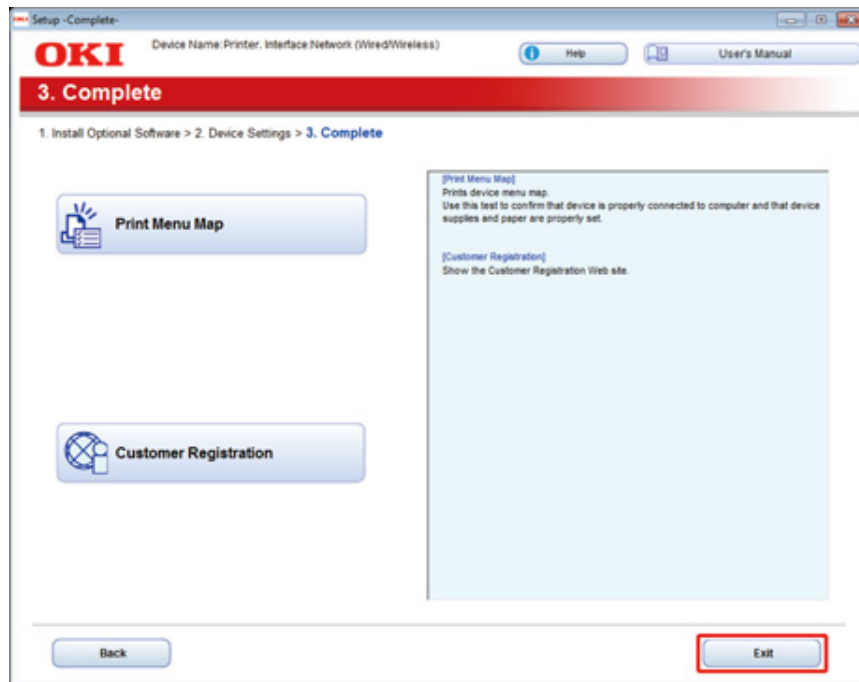 Setup -Complete-
OKI
Device Name:Printer, Interface:Network (Wired/Wireless)
Help
User's Manual
3. Complete
1. Install Optional Software > 2. Device Settings > 3. Complete
Print Menu Map
[Print Menu Map]
Prints device menu map.
Use this test to confirm that device is properly connected to computer and that device
supplies and paper are properly set.
[Customer Registration]
Show the Customer Registration Web site.
Customer Registration
Back
Exit